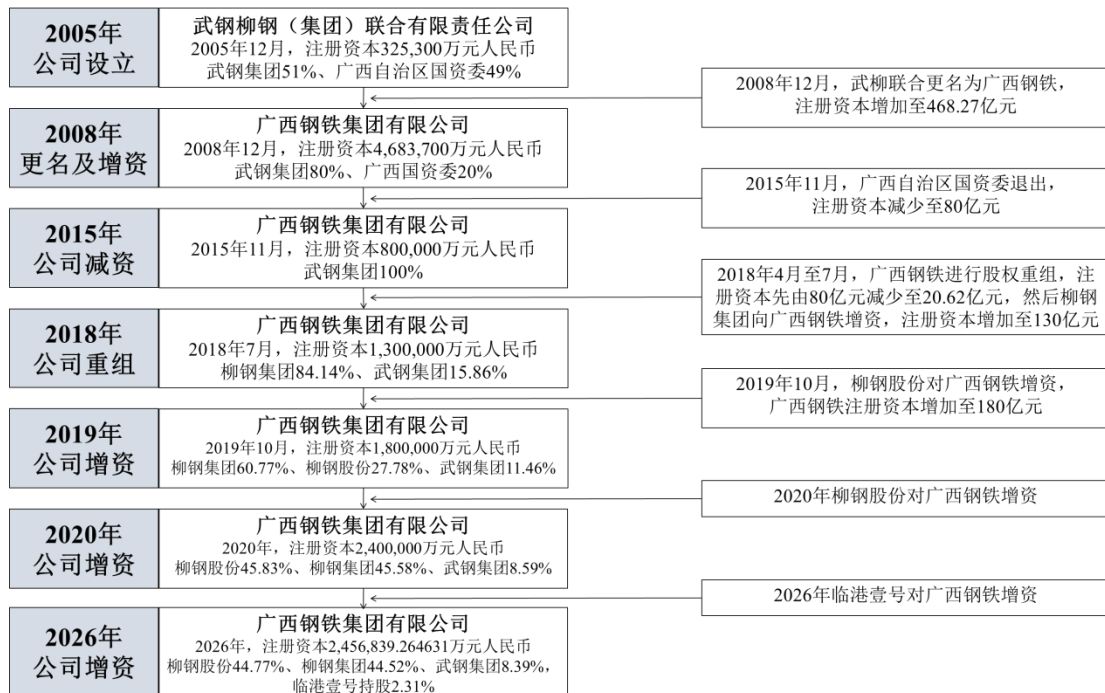 2005年
公司设立
武钢柳钢（集团）联合有限责任公司
2005年12月，注册资本325,300万元人民币
武钢集团51%、广西自治区国资委49%
2008年12月，武柳联合更名为广西钢铁，
注册资本增加至468.27亿元
2008年
更名及增资
广西钢铁集团有限公司
2008年12月，注册资本4,683,700万元人民币
武钢集团80%、广西国资委20%
2015年11月，广西自治区国资委退出，
注册资本减少至80亿元
2015年
公司减资
广西钢铁集团有限公司
2015年11月，注册资本800,000万元人民币
武钢集团100%
2018年4月至7月，广西钢铁进行股权重组，注
册资本先由80亿元减少至20.62亿元，然后柳钢
集团向广西钢铁增资，注册资本增加至130亿元
2018年
公司重组
广西钢铁集团有限公司
2018年7月，注册资本1,300,000万元人民币
柳钢集团84.14%、武钢集团15.86%
2019年10月，柳钢股份对广西钢铁增资，
广西钢铁注册资本增加至180亿元
2019年
公司增资
广西钢铁集团有限公司
2019年10月，注册资本1,800,000万元人民币
柳钢集团60.77%、柳钢股份27.78%、武钢集团11.46%
2020年柳钢股份对广西钢铁增资
2020年
公司增资
广西钢铁集团有限公司
2020年，注册资本2,400,000万元人民币
柳钢股份45.83%、柳钢集团45.58%、武钢集团8.59%
2026年临港壹号对广西钢铁增资
2026年
公司增资
广西钢铁集团有限公司
2026年，注册资本2,456,839.264631万元人民币
柳钢股份44.77%、柳钢集团44.52%、武钢集团8.39%，
临港壹号持股2.31%